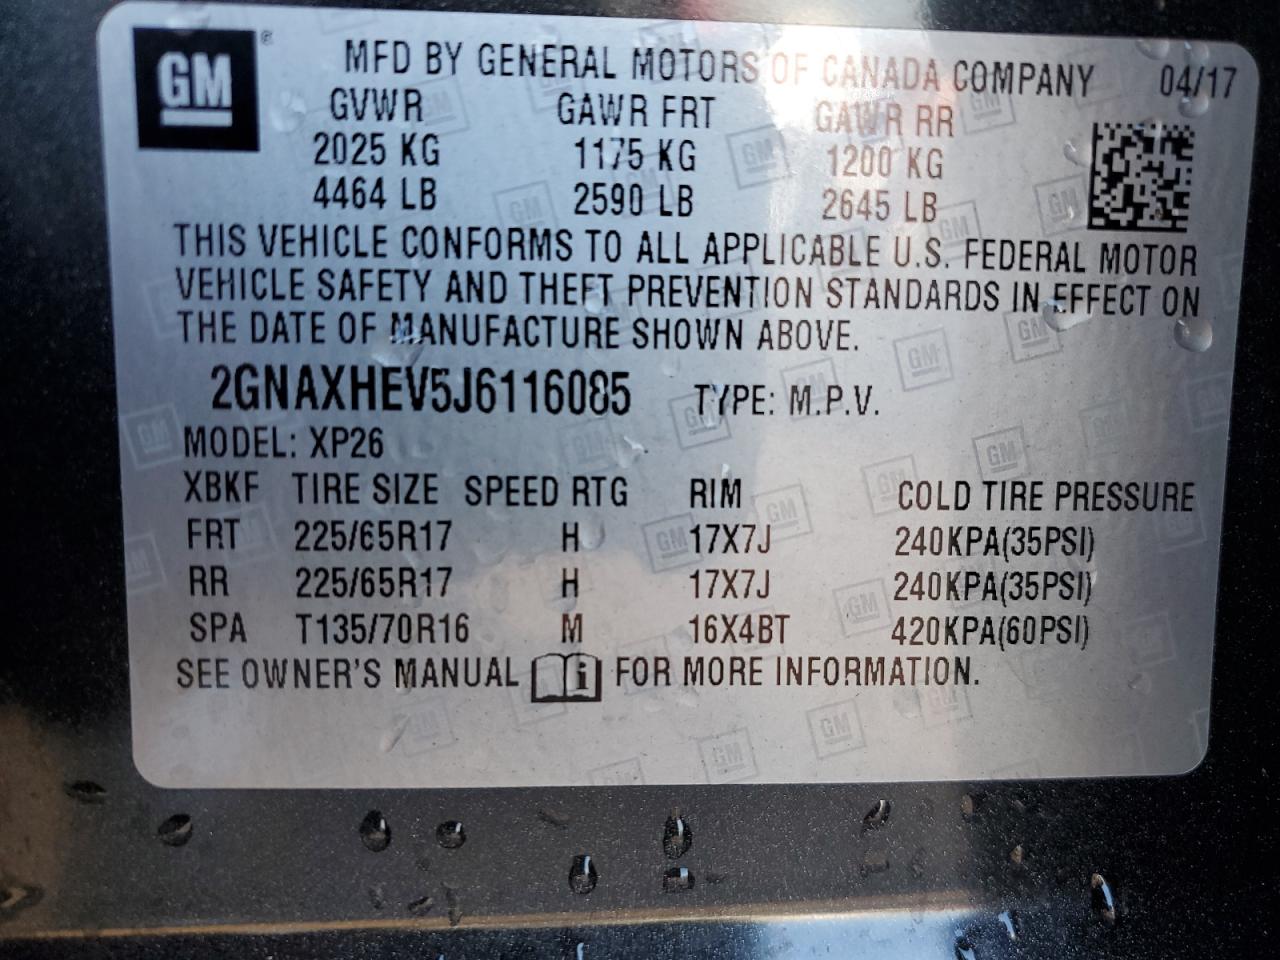 GM ® MFD BY GENERAL MOTORS OF CANADA COMPANY 04/17
GVWR GAWR FRT GAWR RR
2025 KG 1175 KG 1200 KG
4464 LB 2590 LB 2645 LB
THIS VEHICLE CONFORMS TO ALL APPLICABLE U.S. FEDERAL MOTOR
VEHICLE SAFETY AND THEFT PREVENTION STANDARDS IN EFFECT ON
THE DATE OF MANUFACTURE SHOWN ABOVE.
2GNAXHEV5J6116085 TYPE: M.P.V.
MODEL: XP26
XBKF TIRE SIZE SPEED RTG RIM COLD TIRE PRESSURE
FRT 225/65R17 H 17X7J 240KPA(35PSI)
RR 225/65R17 H 17X7J 240KPA(35PSI)
SPA T135/70R16 M 16X4BT 420KPA(60PSI)
SEE OWNER'S MANUAL i FOR MORE INFORMATION.